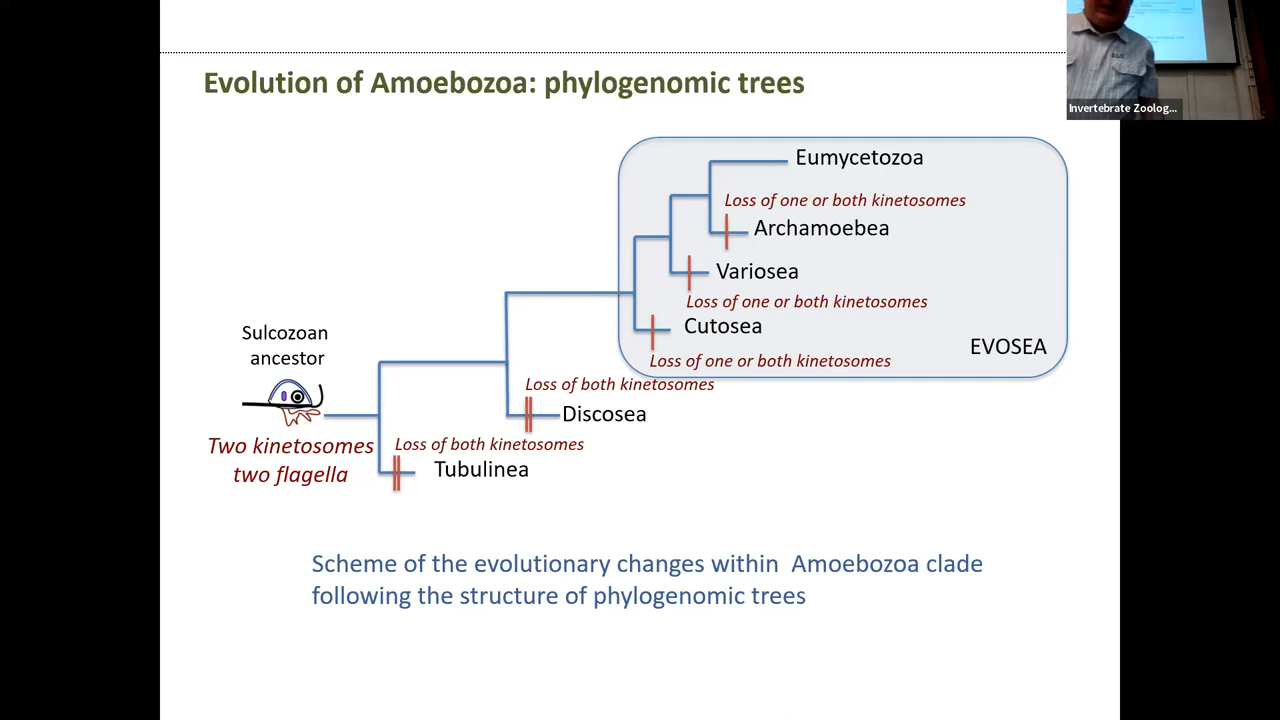 Evolution of Amoebozoa: phylogenomic trees
Invertebrate Zoolog...
Eumycetozoa
Loss of one or both kinetosomes
Archamoebea
Variosea
Loss of one or both kinetosomes
Cutosea
EVOSEA
Loss of one or both kinetosomes
Sulcozoan
ancestor
Loss of both kinetosomes
Discosea
Two kinetosomes
two flagella
Loss of both kinetosomes
Tubulinea
Scheme of the evolutionary changes within Amoebozoa clade
following the structure of phylogenomic trees